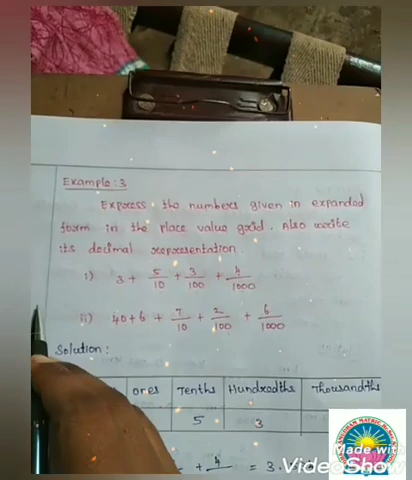 Example:3
Express the numbers given in expanded
form in the place value grid. Also write
its decimal representation
i) 3 + 5/10 + 3/100 + 4/1000
ii) 40+6 + 7/10 + 2/100 + 6/1000
Solution:
ones Tenths Hundredths Thousandths
5 3
+ 4 = 3.
Made with
VideoShow